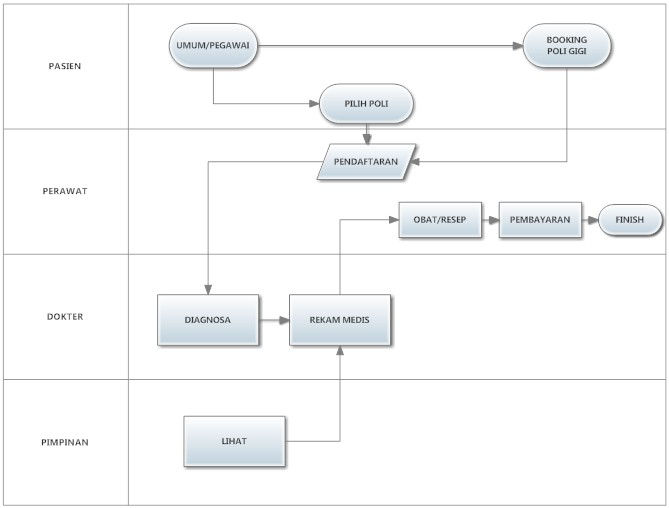 PASIEN
UMUM/PEGAWAI
BOOKING
POLI GIGI
PILIH POLI
PERAWAT
PENDAFTARAN
OBAT/RESEP
PEMBAYARAN
FINISH
DOKTER
DIAGNOSA
REKAM MEDIS
PIMPINAN
LIHAT